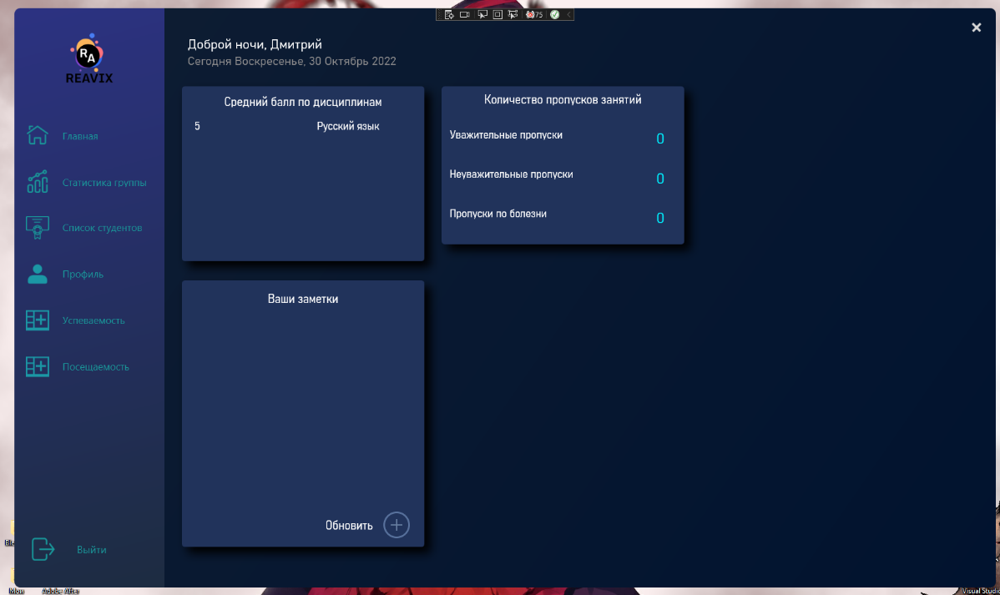 75
Доброй ночи, Дмитрий
Сегодня Воскресенье, 30 Октябрь 2022
RA
REAVIX
Главная
Статистика группы
Список студентов
Профиль
Успеваемость
Посещаемость
Выйти
Средний балл по дисциплинам
5 Русский язык
Количество пропусков занятий
Уважительные пропуски 0
Неуважительные пропуски 0
Пропуски по болезни 0
Ваши заметки
Обновить
Adobe After
Visual Studio